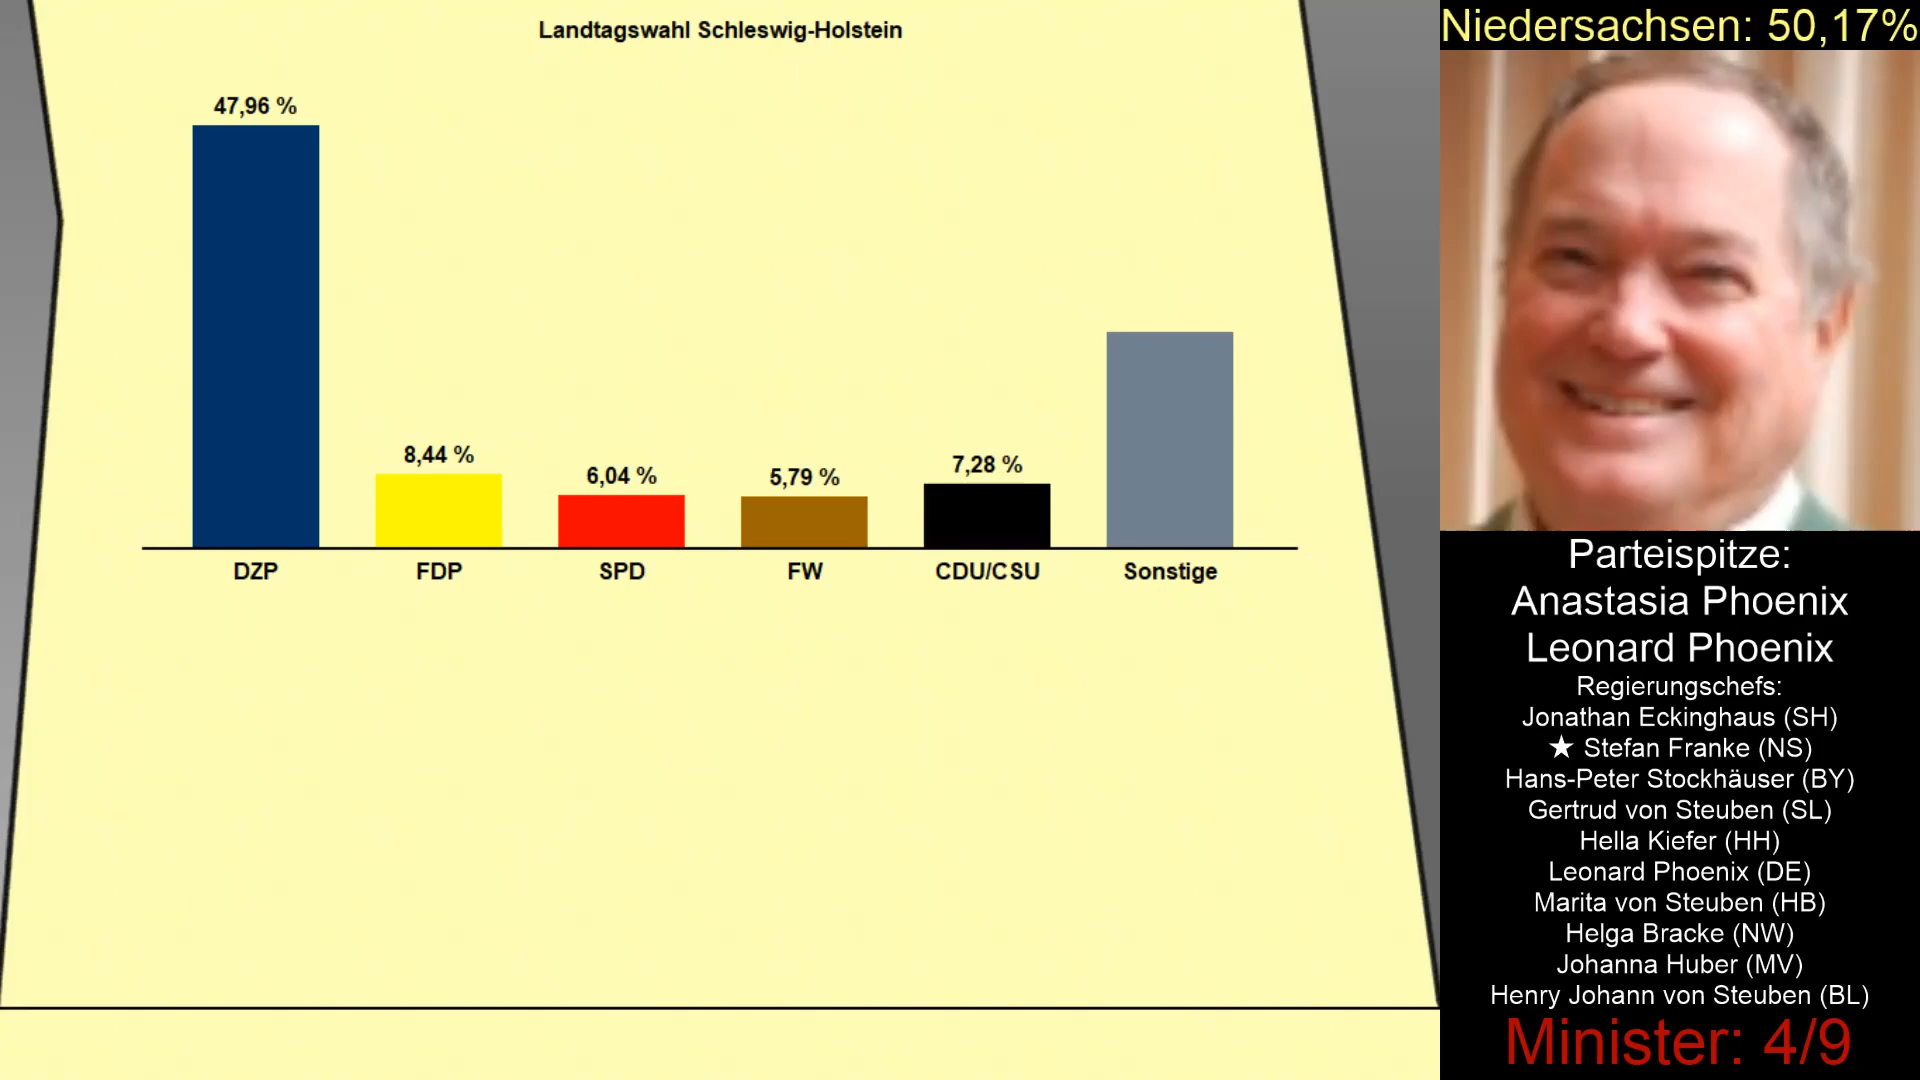 Landtagswahl Schleswig-Holstein
47,96 %
8,44 %
6,04 %
5,79 %
7,28 %
DZP
FDP
SPD
FW
CDU/CSU
Sonstige
Niedersachsen: 50,17%
Parteispitze:
Anastasia Phoenix
Leonard Phoenix
Regierungschefs:
Jonathan Eckinghaus (SH)
★ Stefan Franke (NS)
Hans-Peter Stockhäuser (BY)
Gertrud von Steuben (SL)
Hella Kiefer (HH)
Leonard Phoenix (DE)
Marita von Steuben (HB)
Helga Bracke (NW)
Johanna Huber (MV)
Henry Johann von Steuben (BL)
Minister: 4/9